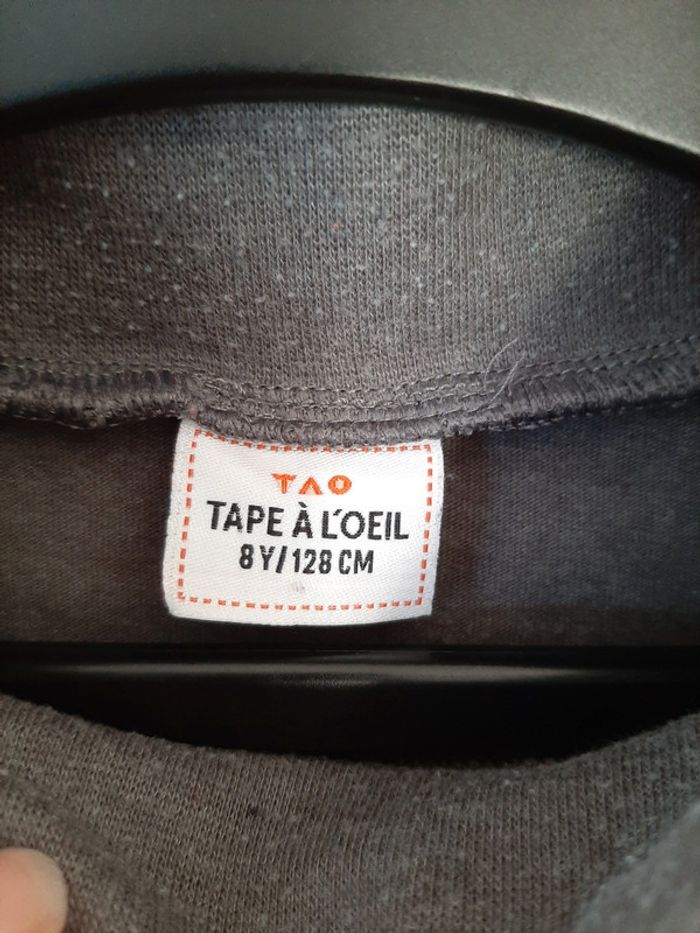 TAO
TAPE À L'OEIL
8Y/128 CM